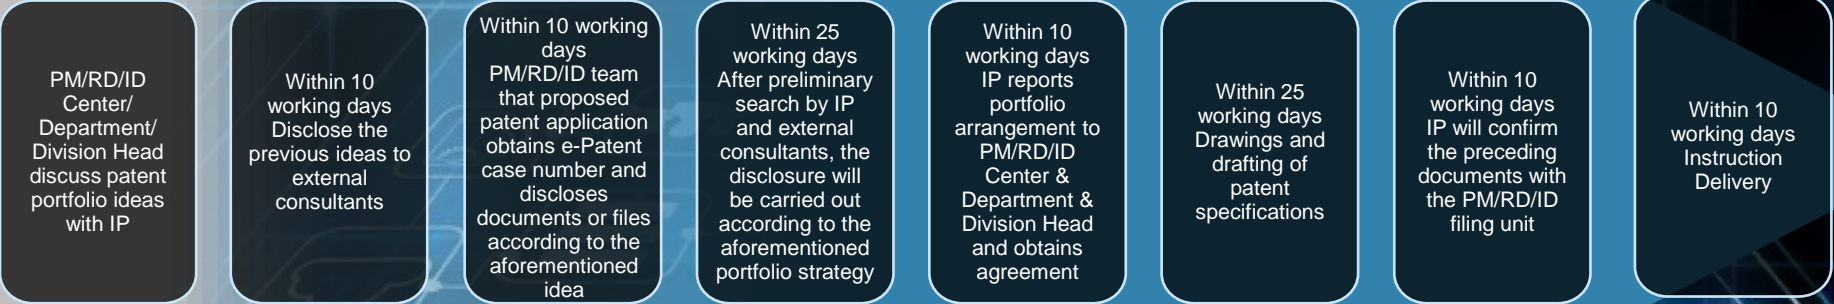 PM/RD/ID
Center/
Department/
Division Head
discuss patent
portfolio ideas
with IP
Within 10
working days
Disclose the
previous ideas to
external
consultants
Within 10 working
days
PM/RD/ID team
that proposed
patent application
obtains e-Patent
case number and
discloses
documents or files
according to the
aforementioned
idea
Within 25
working days
After preliminary
search by IP
and external
consultants, the
disclosure will
be carried out
according to the
aforementioned
portfolio strategy
Within 10
working days
IP reports
portfolio
arrangement to
PM/RD/ID
Center &
Department &
Division Head
and obtains
agreement
Within 25
working days
Drawings and
drafting of
patent
specifications
Within 10
working days
IP will confirm
the preceding
documents with
the PM/RD/ID
filing unit
Within 10
working days
Instruction
Delivery